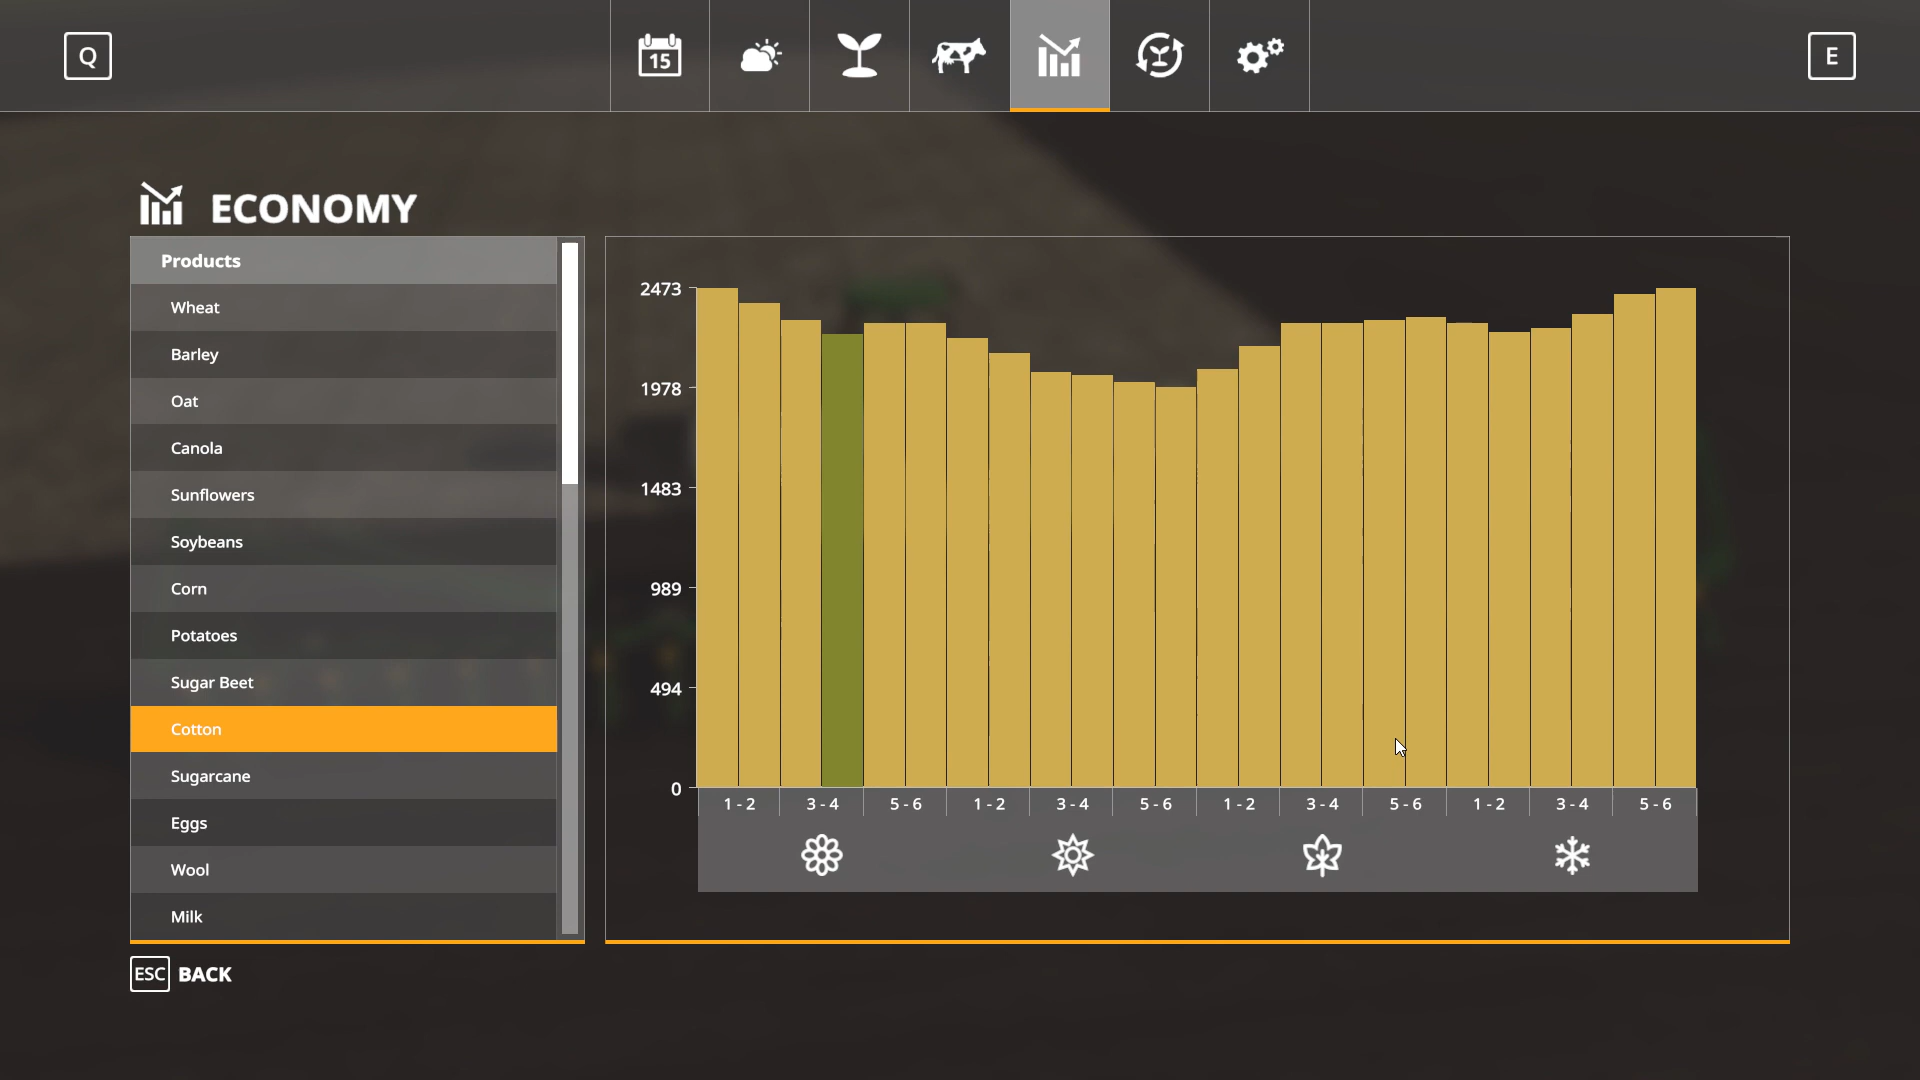 Q
15
E
ECONOMY
Products
Wheat
Barley
Oat
Canola
Sunflowers
Soybeans
Corn
Potatoes
Sugar Beet
Cotton
Sugarcane
Eggs
Wool
Milk
2473
1978
1483
989
494
0
1 - 2 3 - 4 5 - 6 1 - 2 3 - 4 5 - 6 1 - 2 3 - 4 5 - 6 1 - 2 3 - 4 5 - 6
ESC BACK